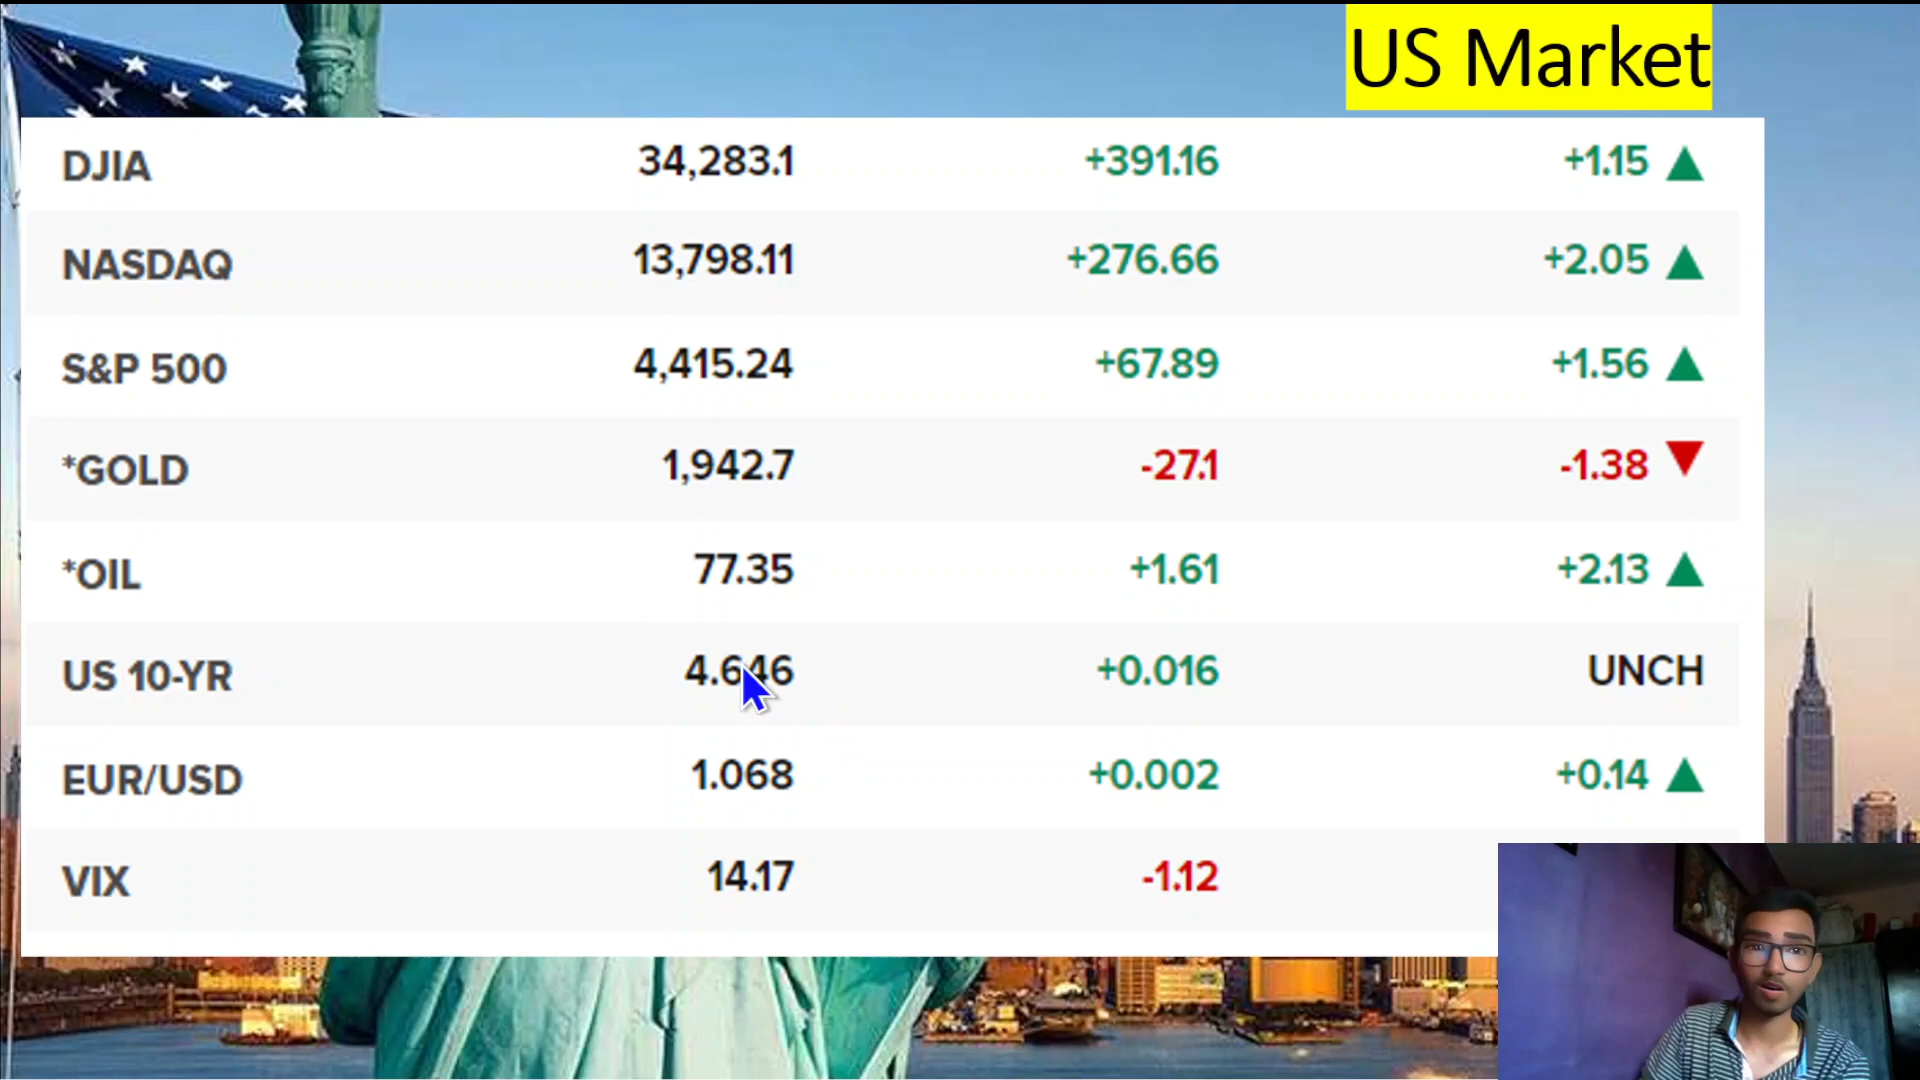 US Market
DJIA 34,283.1 +391.16 +1.15
NASDAQ 13,798.11 +276.66 +2.05
S&P 500 4,415.24 +67.89 +1.56
*GOLD 1,942.7 -27.1 -1.38
*OIL 77.35 +1.61 +2.13
US 10-YR 4.646 +0.016 UNCH
EUR/USD 1.068 +0.002 +0.14
VIX 14.17 -1.12